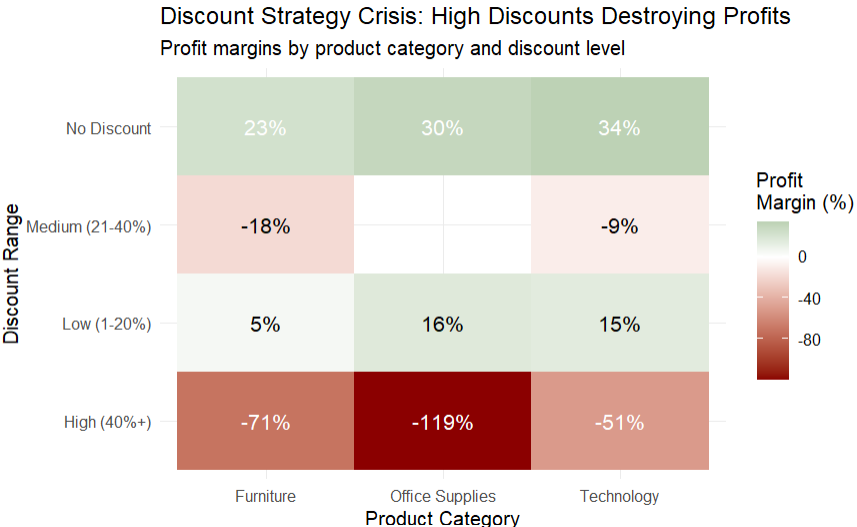 Discount Strategy Crisis: High Discounts Destroying Profits
Profit margins by product category and discount level
Discount Range
No Discount
23%
30%
34%
Medium (21-40%)
-18%
-9%
Low (1-20%)
5%
16%
15%
High (40%+)
-71%
-119%
-51%
Furniture
Office Supplies
Technology
Product Category
Profit
Margin (%)
0
-40
-80